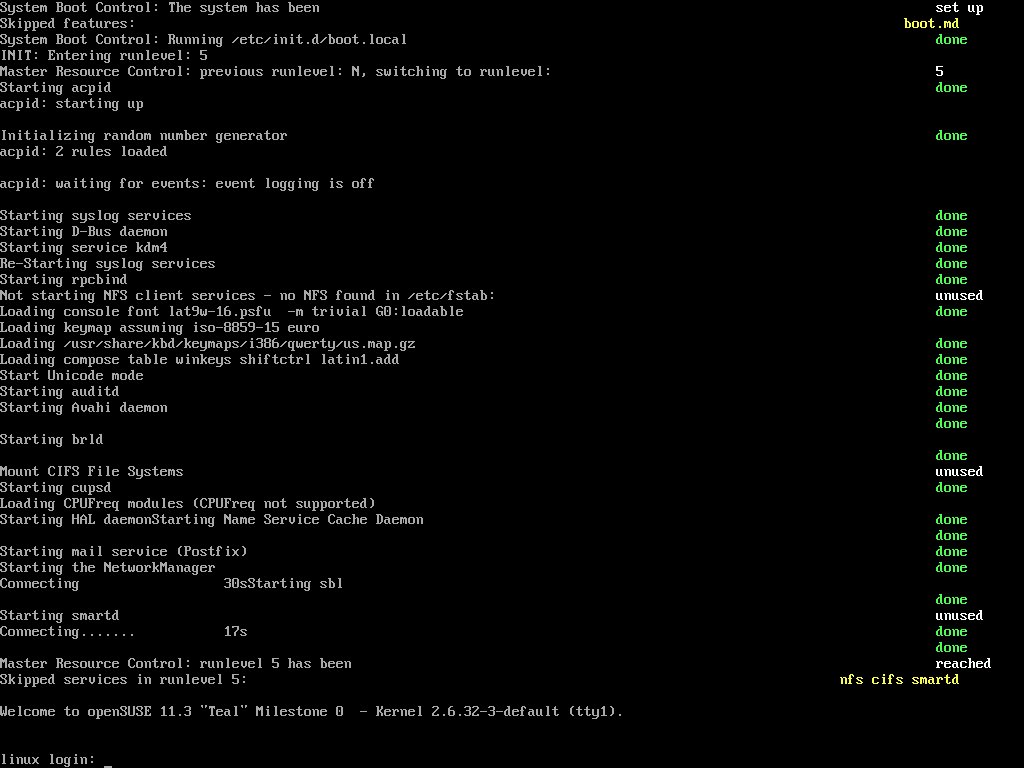 System Boot Control: The system has been set up
Skipped features: boot.md
System Boot Control: Running /etc/init.d/boot.local done
INIT: Entering runlevel: 5
Master Resource Control: previous runlevel: N, switching to runlevel: 5
Starting acpid done
acpid: starting up
Initializing random number generator done
acpid: 2 rules loaded
acpid: waiting for events: event logging is off
Starting syslog services done
Starting D-Bus daemon done
Starting service kdm4 done
Re-Starting syslog services done
Starting rpcbind done
Not starting NFS client services - no NFS found in /etc/fstab: unused
Loading console font lat9w-16.psfu  -m trivial G0:loadable done
Loading keymap assuming iso-8859-15 euro
Loading /usr/share/kbd/keymaps/i386/qwerty/us.map.gz done
Loading compose table winkeys shiftctrl latin1.add done
Start Unicode mode done
Starting auditd done
Starting Avahi daemon done
done
Starting brld
done
Mount CIFS File Systems unused
Starting cupsd done
Loading CPUFreq modules (CPUFreq not supported)
Starting HAL daemonStarting Name Service Cache Daemon done
done
Starting mail service (Postfix) done
Starting the NetworkManager done
Connecting 30sStarting sbl
done
Starting smartd unused
Connecting....... 17s done
done
Master Resource Control: runlevel 5 has been reached
Skipped services in runlevel 5: nfs cifs smartd
Welcome to openSUSE 11.3 "Teal" Milestone 0  - Kernel 2.6.32-3-default (tty1).
linux login: _